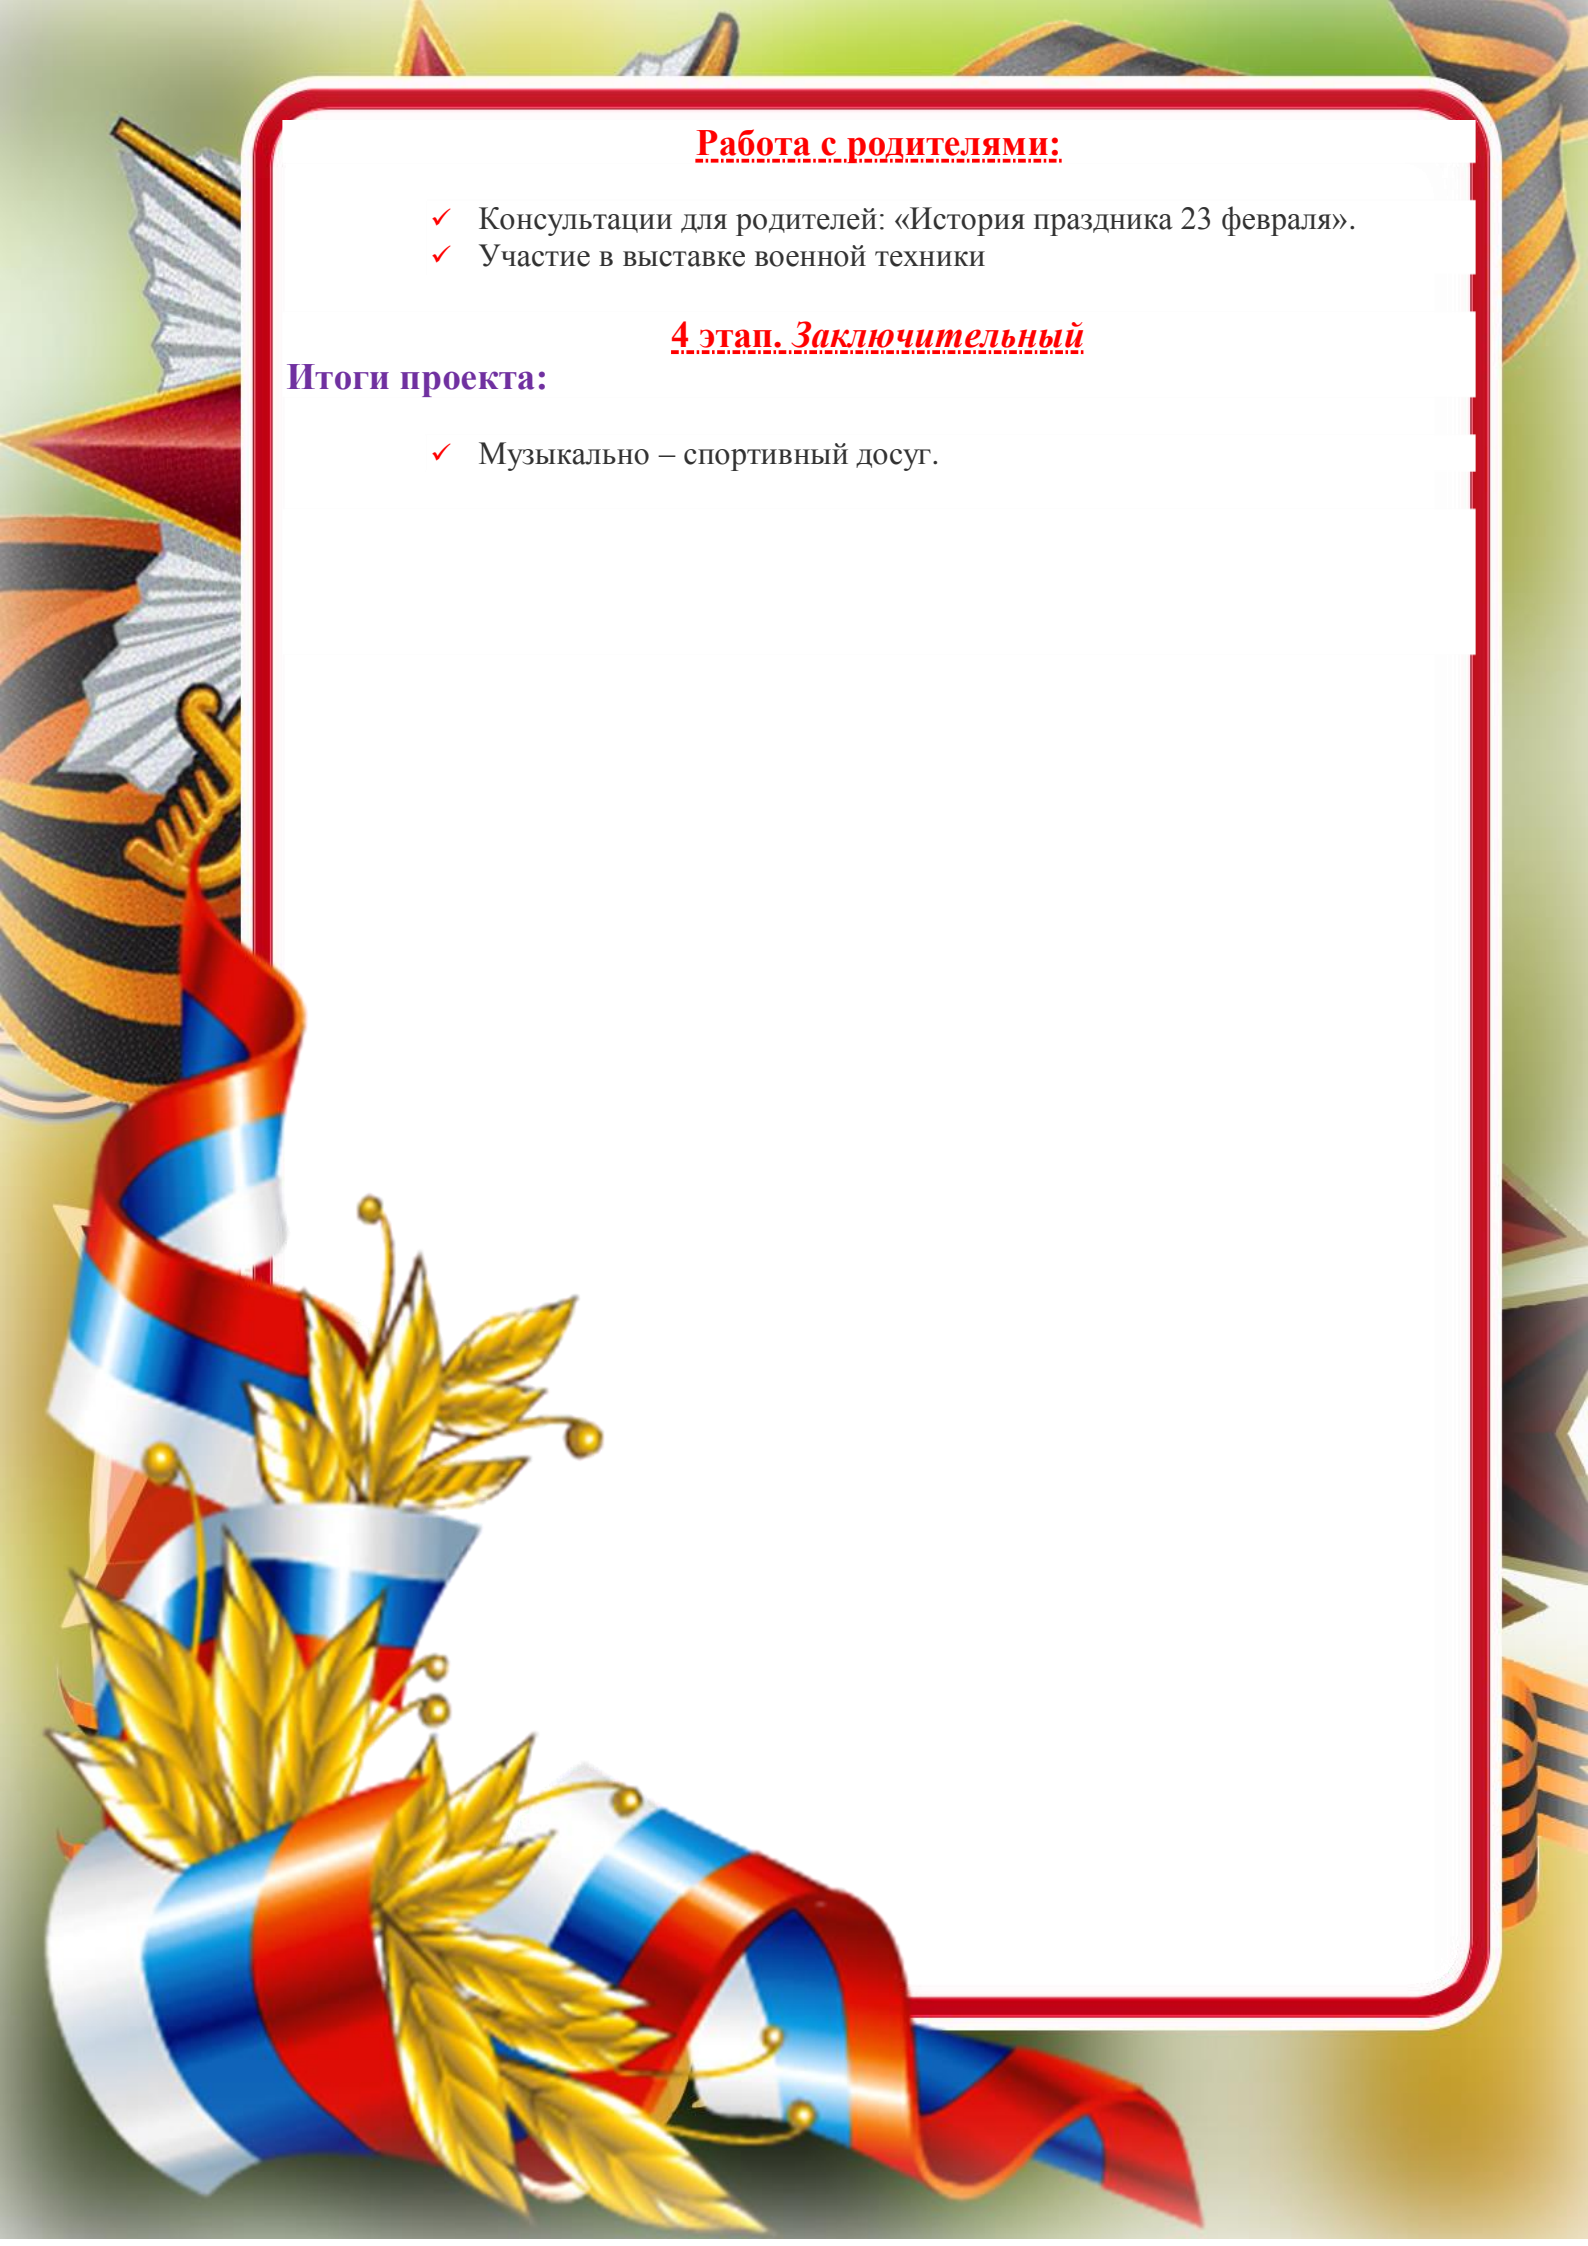 Работа с родителями:
✓ Консультации для родителей: «История праздника 23 февраля».
✓ Участие в выставке военной техники
4 этап. Заключительный
Итоги проекта:
✓ Музыкально – спортивный досуг.